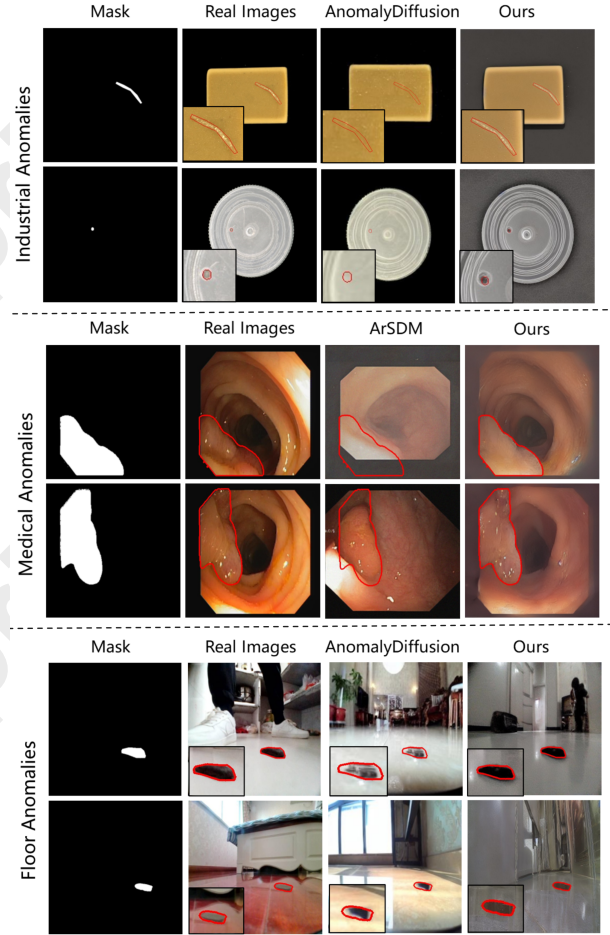 Mask Real Images AnomalyDiffusion Ours
Industrial Anomalies
Mask Real Images ArSDM Ours
Medical Anomalies
Mask Real Images AnomalyDiffusion Ours
Floor Anomalies